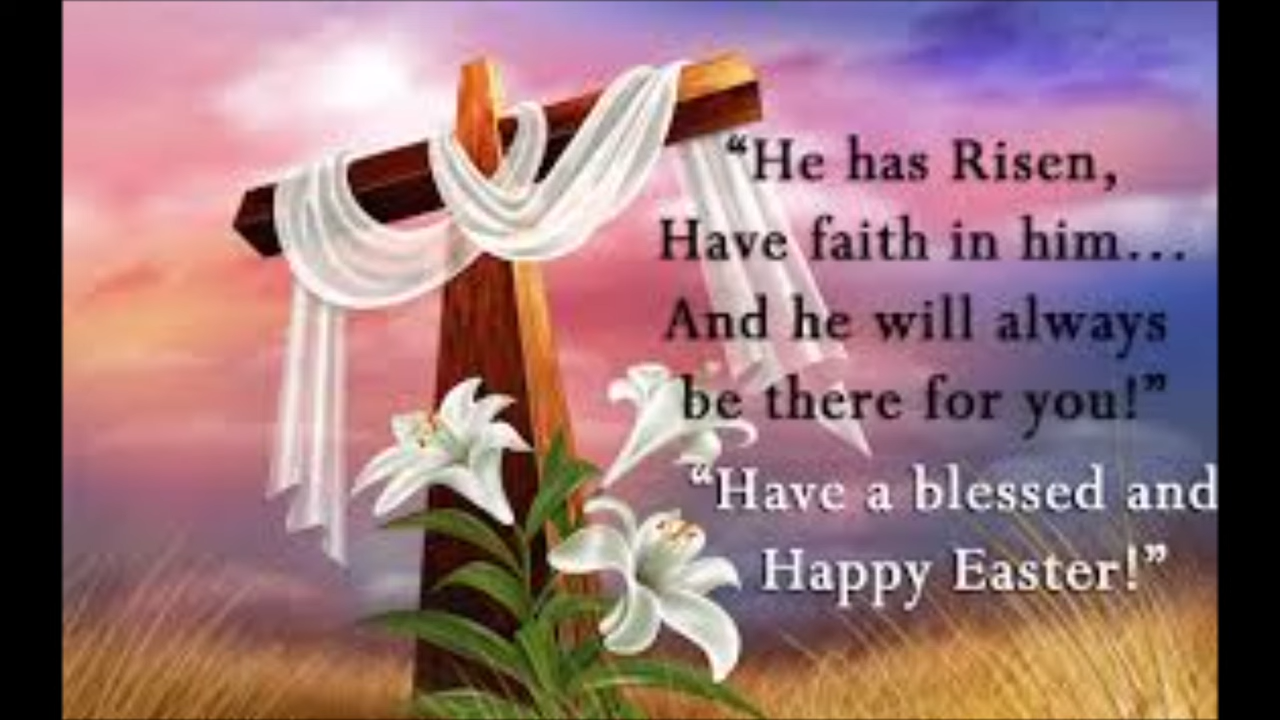 “He has Risen,
Have faith in him...
And he will always
be there for you!”
“Have a blessed and
Happy Easter!”